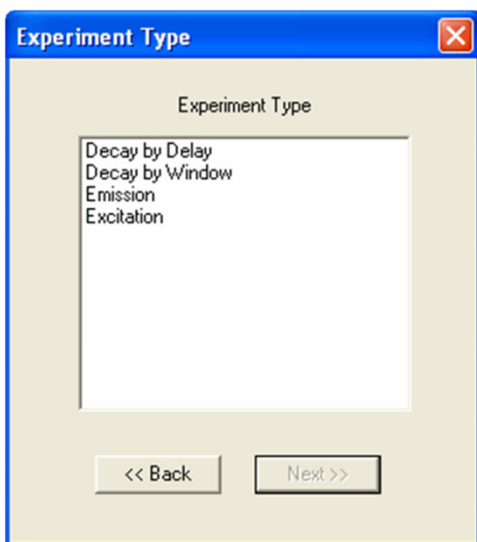 Experiment Type
Experiment Type
Decay by Delay
Decay by Window
Emission
Excitation
<< Back
Next >>